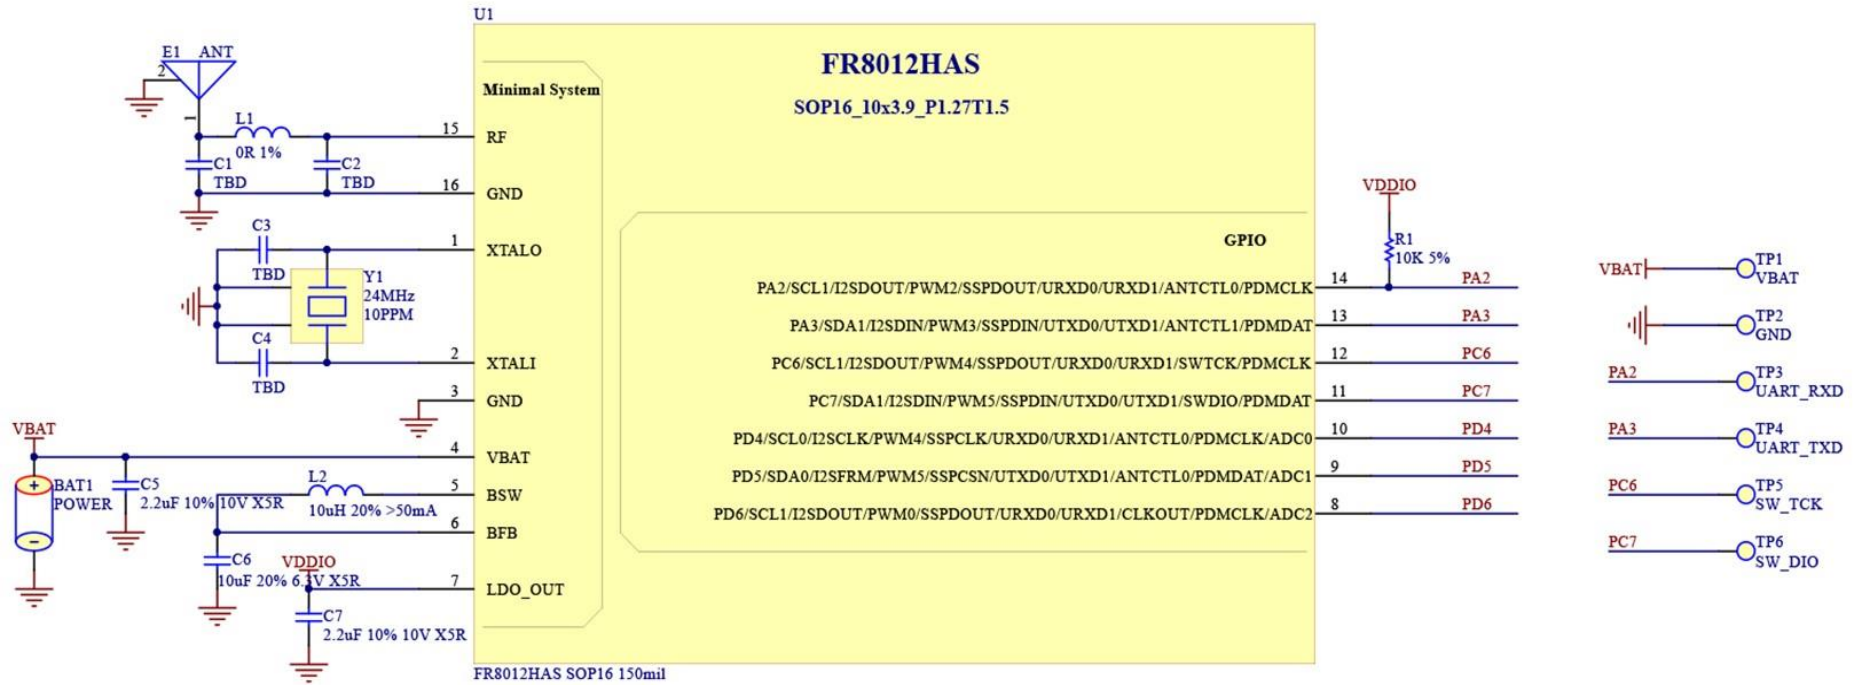 U1
FR8012HAS
SOP16_10x3.9_P1.27T1.5
Minimal System
E1 ANT
2
1
L1
0R 1%
C1
TBD
C2
TBD
15 RF
16 GND
C3
TBD
1 XTALO
Y1
24MHz
10PPM
C4
TBD
2 XTALI
3 GND
VBAT
4 VBAT
BAT1
POWER
C5
2.2uF 10% 10V X5R
L2
10uH 20% >50mA
5 BSW
6 BFB
C6
10uF 20% 6.3V X5R
VDDIO
7 LDO_OUT
C7
2.2uF 10% 10V X5R
FR8012HAS SOP16 150mil
GPIO
VDDIO
R1
10K 5%
PA2/SCL1/I2SDOUT/PWM2/SSPDOUT/URXD0/URXD1/ANTCTL0/PDMCLK 14 PA2
PA3/SDA1/I2SDIN/PWM3/SSPDIN/UTXD0/UTXD1/ANTCTL1/PDMDAT 13 PA3
PC6/SCL1/I2SDOUT/PWM4/SSPDOUT/URXD0/URXD1/SWTCK/PDMCLK 12 PC6
PC7/SDA1/I2SDIN/PWM5/SSPDIN/UTXD0/UTXD1/SWDIO/PDMDAT 11 PC7
PD4/SCL0/I2SCLK/PWM4/SSPCLK/URXD0/URXD1/ANTCTL0/PDMCLK/ADC0 10 PD4
PD5/SDA0/I2SFRM/PWM5/SSPCSN/UTXD0/UTXD1/ANTCTL0/PDMDAT/ADC1 9 PD5
PD6/SCL1/I2SDOUT/PWM0/SSPDOUT/URXD0/URXD1/CLKOUT/PDMCLK/ADC2 8 PD6
VBAT TP1
VBAT
TP2
GND
PA2 TP3
UART_RXD
PA3 TP4
UART_TXD
PC6 TP5
SW_TCK
PC7 TP6
SW_DIO